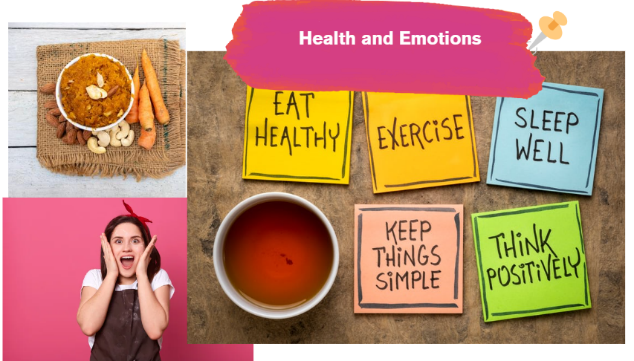 Health and Emotions
EAT
HEALTHY
EXERCiSE
SLEEP
WELL
KEEP
THiNGS
SiMPLE
THiNK
POSiTiVELY